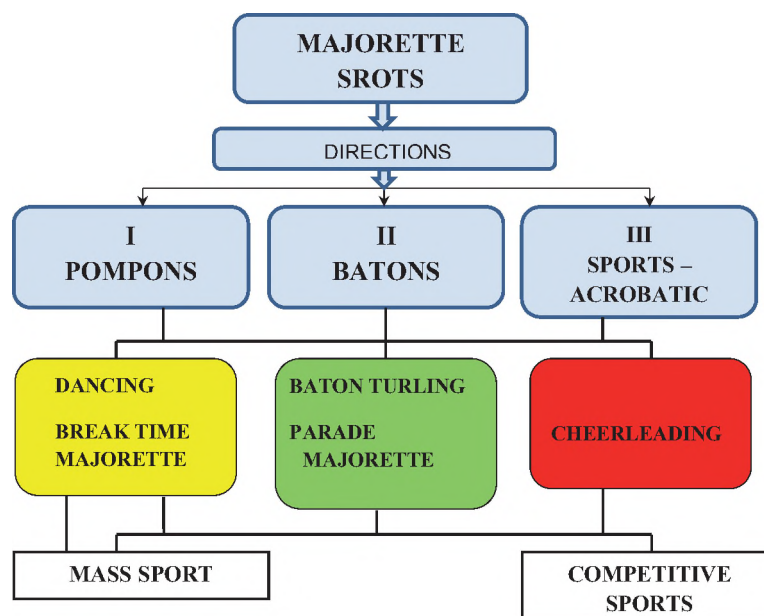 MAJORETTE
SROTS
DIRECTIONS
I
POMPONS
II
BATONS
III
SPORTS –
ACROBATIC
DANCING
BREAK TIME
MAJORETTE
BATON TURLING
PARADE
MAJORETTE
CHEERLEADING
MASS SPORT
COMPETITIVE
SPORTS